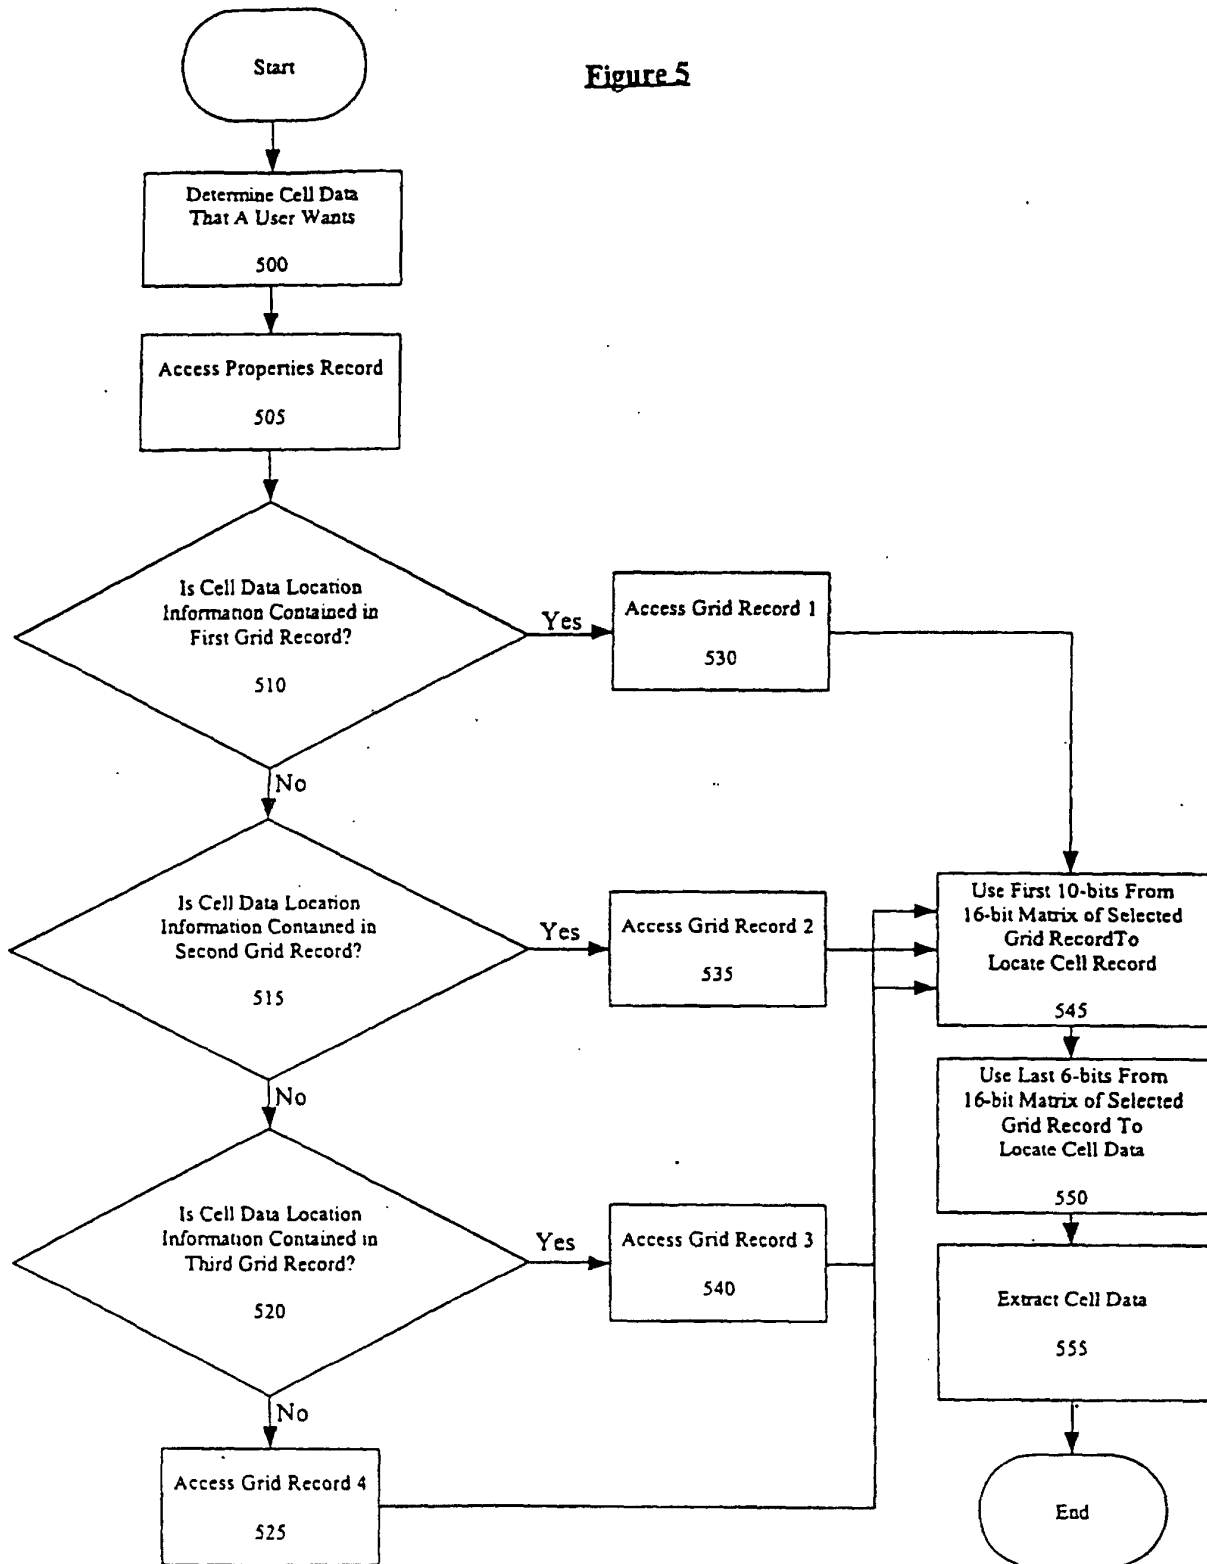 Figure 5
Start
Determine Cell Data
That A User Wants
500
Access Properties Record
505
Is Cell Data Location
Information Contained in
First Grid Record?
510
Yes
Access Grid Record 1
530
No
Is Cell Data Location
Information Contained in
Second Grid Record?
515
Yes
Access Grid Record 2
535
No
Is Cell Data Location
Information Contained in
Third Grid Record?
520
Yes
Access Grid Record 3
540
No
Access Grid Record 4
525
Use First 10-bits From
16-bit Matrix of Selected
Grid RecordTo
Locate Cell Record
545
Use Last 6-bits From
16-bit Matrix of Selected
Grid Record To
Locate Cell Data
550
Extract Cell Data
555
End